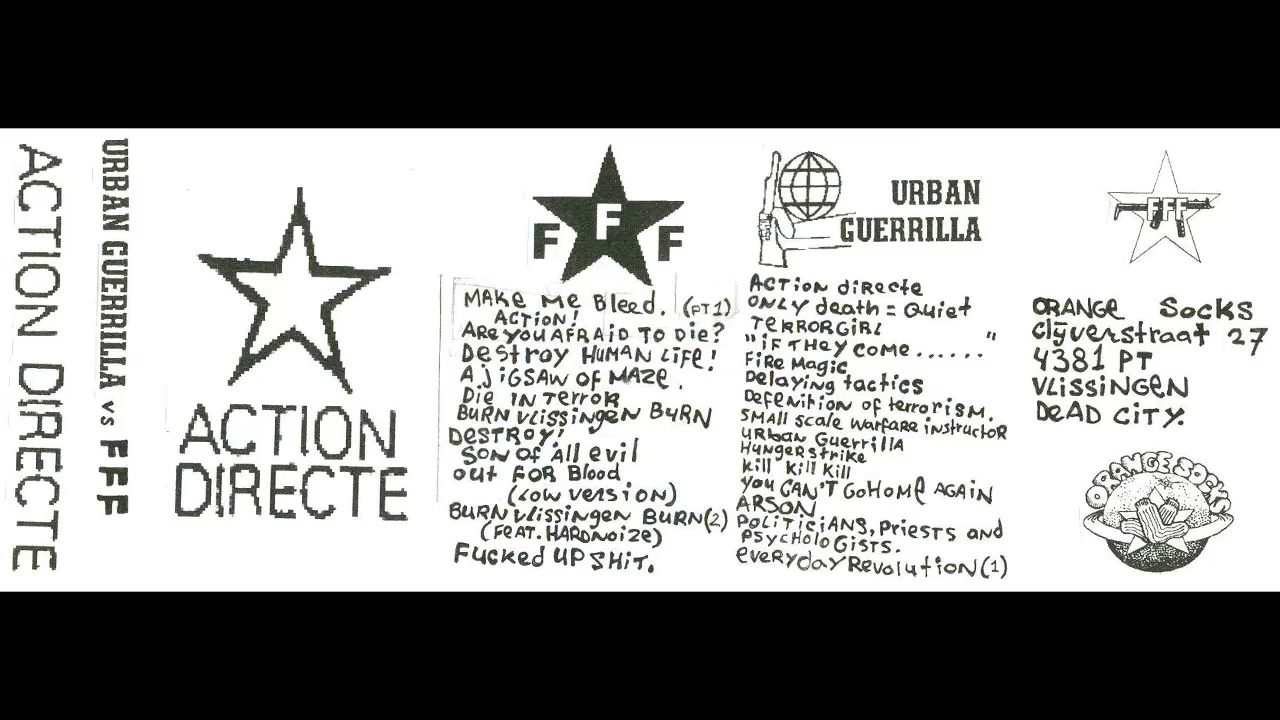 ACTION DIRECTE
URBAN GUERRILLA vs FFF
ACTION
DIRECTE
F F F
MAKE Me Bleed. (PT1)
ACTION!
ARe yoU AFRAID TO Die?
DeSTROY HUMAN LiFe!
A JiGSAW OF MAZe.
Die IN TeRROR
BURN VLissiNGeN BURN
DeSTROY!
SON OF All evil
OUT FOR Blood
(LOW VERSiON)
BURN VLissiNGeN BURN(2)
(FeAT. HARDNOiZe)
FUCKed UP SHiT.
URBAN
GUERRILLA
ACTioN diRecTe
ONLY deaTH = QuieT
TeRRORGiRL
"iF THey COMe......"
FiRe MAGic
Delaying tactics
DeFeNiTiON OF TeRRORiSM.
SMAll SCAle WARFARe iNSTRUCTOR
URBAN GueRRiLLA
HUNGeRSTRiKe
Kill Kill Kill
YOU CAN'T GO HOMe AGAiN
ARSON
POLiTiCiANS, PRieSTS and
PSYCHOLOGiSTS.
eveRYdAY RevoluTiON (1)
FFF
ORANGe SOCKS
Clijverstraat 27
4381 PT
VLissiNGeN
DeAD CiTY.
ORANGE SOCKS